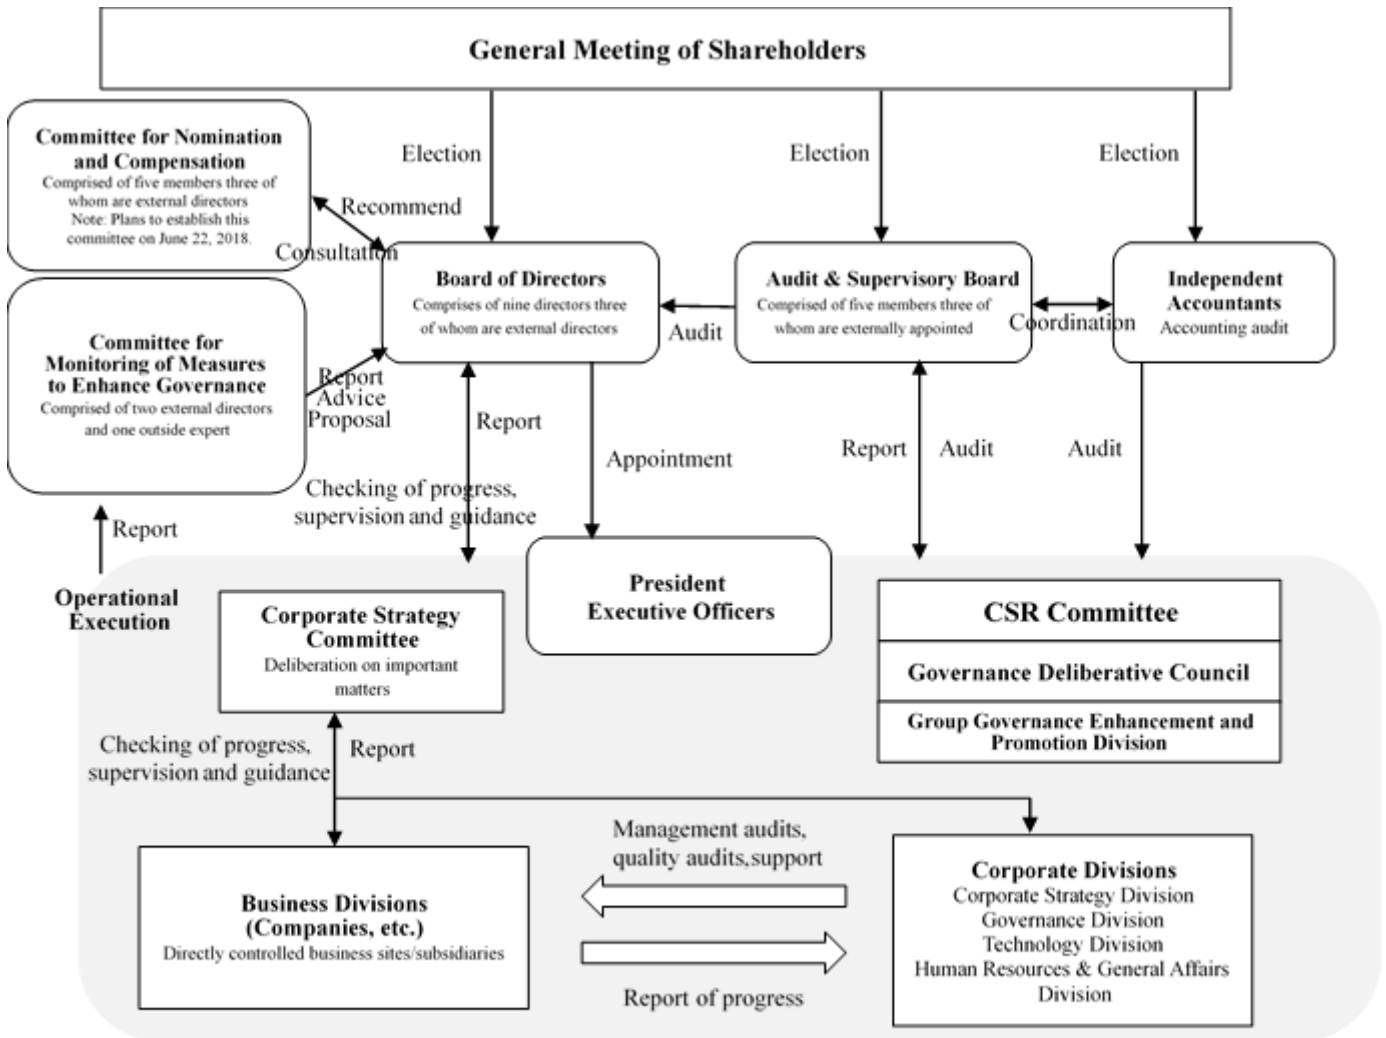 General Meeting of Shareholders
Committee for Nomination
and Compensation
Comprised of five members three of
whom are external directors
Note: Plans to establish this
committee on June 22, 2018.
Election
Election
Election
Recommend
Consultation
Board of Directors
Comprises of nine directors three
of whom are external directors
Audit & Supervisory Board
Comprised of five members three of
whom are externally appointed
Independent
Accountants
Accounting audit
Audit
Coordination
Committee for
Monitoring of Measures
to Enhance Governance
Comprised of two external directors
and one outside expert
Report
Advice
Proposal
Report
Appointment
Report
Audit
Audit
Checking of progress,
supervision and guidance
Report
Operational
Execution
Corporate Strategy
Committee
Deliberation on important
matters
President
Executive Officers
CSR Committee
Governance Deliberative Council
Group Governance Enhancement and
Promotion Division
Checking of progress,
supervision and guidance
Report
Management audits,
quality audits,support
Business Divisions
(Companies, etc.)
Directly controlled business sites/subsidiaries
Report of progress
Corporate Divisions
Corporate Strategy Division
Governance Division
Technology Division
Human Resources & General Affairs
Division